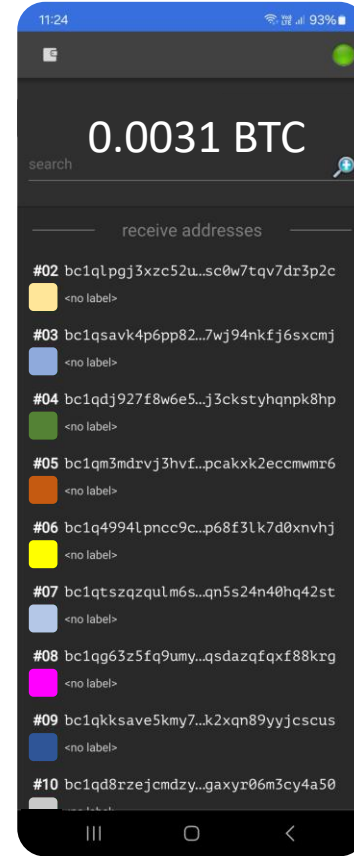 11:24 93%
0.0031 BTC
search
receive addresses
#02 bc1qlpgj3xzc52u…sc0w7tqv7dr3p2c
<no label>
#03 bc1qsavk4p6pp82…7wj94nkfj6sxcmj
<no label>
#04 bc1qdj927f8w6e5…j3ckstyhqnpk8hp
<no label>
#05 bc1qm3mdrvj3hvf…pcakxk2eccmwmr6
<no label>
#06 bc1q4994lpncc9c…p68f3lk7d0xnvhj
<no label>
#07 bc1qtszqzqulm6s…qn5s24n40hq42st
<no label>
#08 bc1qg63z5fq9umy…qsdazqfqxf88krg
<no label>
#09 bc1qkksave5kmy7…k2xqn89yyjcscus
<no label>
#10 bc1qd8rzejcmdzy…gaxyr06m3cy4a50